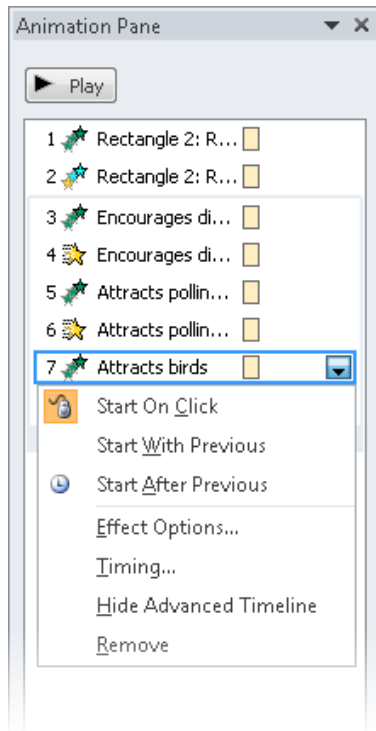 Animation Pane
Play
1 Rectangle 2: R...
2 Rectangle 2: R...
3 Encourages di...
4 Encourages di...
5 Attracts pollin...
6 Attracts pollin...
7 Attracts birds
Start On Click
Start With Previous
Start After Previous
Effect Options...
Timing...
Hide Advanced Timeline
Remove